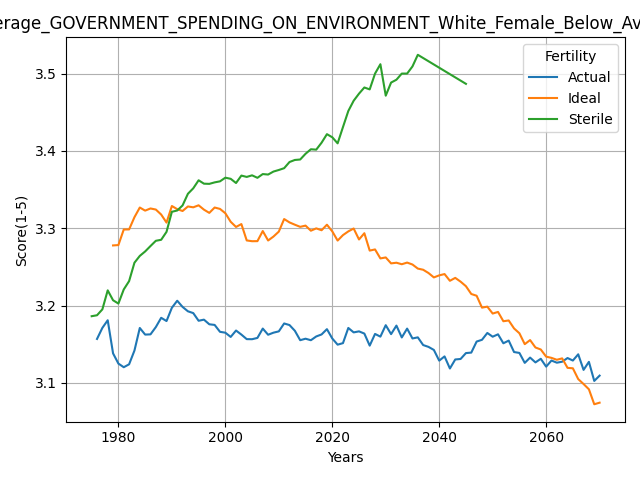 erage_GOVERNMENT_SPENDING_ON_ENVIRONMENT_White_Female_Below_Av
Fertility
Actual
Ideal
Sterile
Score(1-5)
3.5
3.4
3.3
3.2
3.1
1980 2000 2020 2040 2060
Years